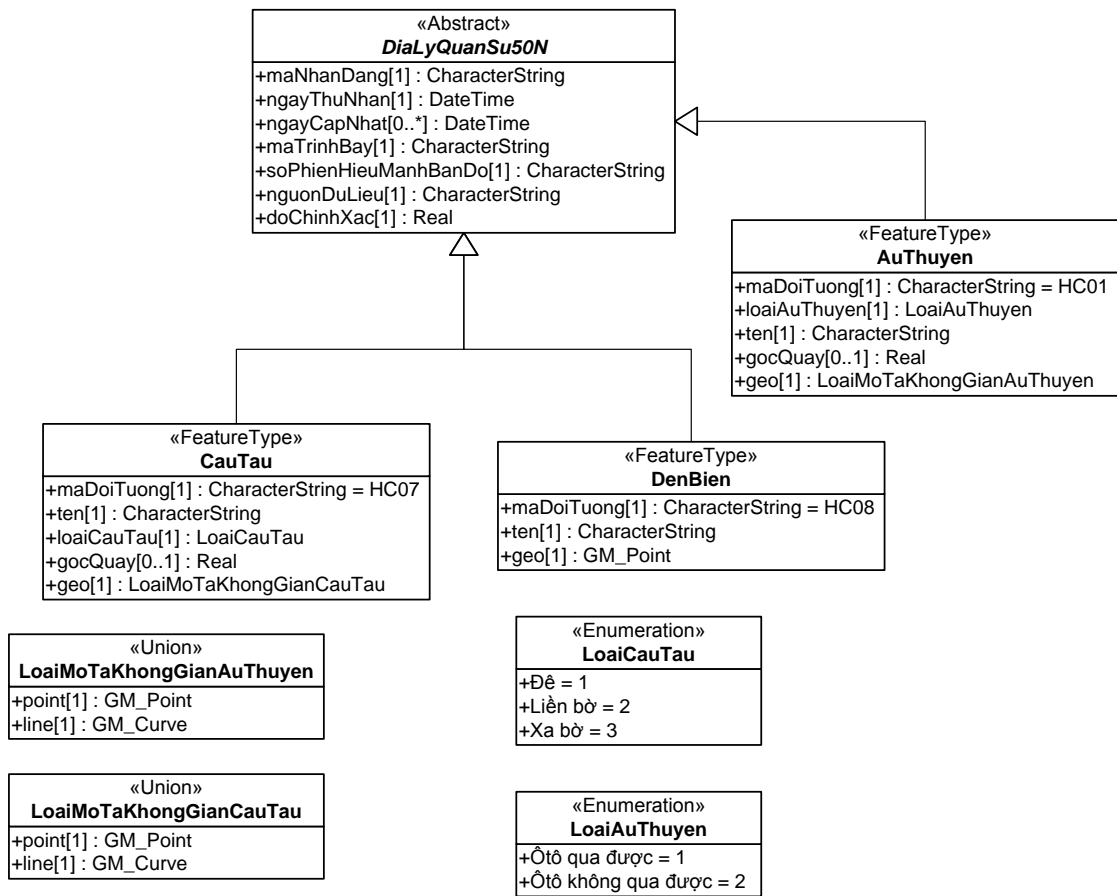 «Abstract»
DiaLyQuanSu50N
+maNhanDang[1] : CharacterString
+ngayThuNhan[1] : DateTime
+ngayCapNhat[0..*] : DateTime
+maTrinhBay[1] : CharacterString
+soPhienHieuManhBanDo[1] : CharacterString
+nguonDuLieu[1] : CharacterString
+doChinhXac[1] : Real
«FeatureType»
AuThuyen
+maDoiTuong[1] : CharacterString = HC01
+loaiAuThuyen[1] : LoaiAuThuyen
+ten[1] : CharacterString
+gocQuay[0..1] : Real
+geo[1] : LoaiMoTaKhongGianAuThuyen
«FeatureType»
CauTau
+maDoiTuong[1] : CharacterString = HC07
+ten[1] : CharacterString
+loaiCauTau[1] : LoaiCauTau
+gocQuay[0..1] : Real
+geo[1] : LoaiMoTaKhongGianCauTau
«FeatureType»
DenBien
+maDoiTuong[1] : CharacterString = HC08
+ten[1] : CharacterString
+geo[1] : GM_Point
«Union»
LoaiMoTaKhongGianAuThuyen
+point[1] : GM_Point
+line[1] : GM_Curve
«Enumeration»
LoaiCauTau
+Đê = 1
+Liền bờ = 2
+Xa bờ = 3
«Union»
LoaiMoTaKhongGianCauTau
+point[1] : GM_Point
+line[1] : GM_Curve
«Enumeration»
LoaiAuThuyen
+Ôtô qua được = 1
+Ôtô không qua được = 2